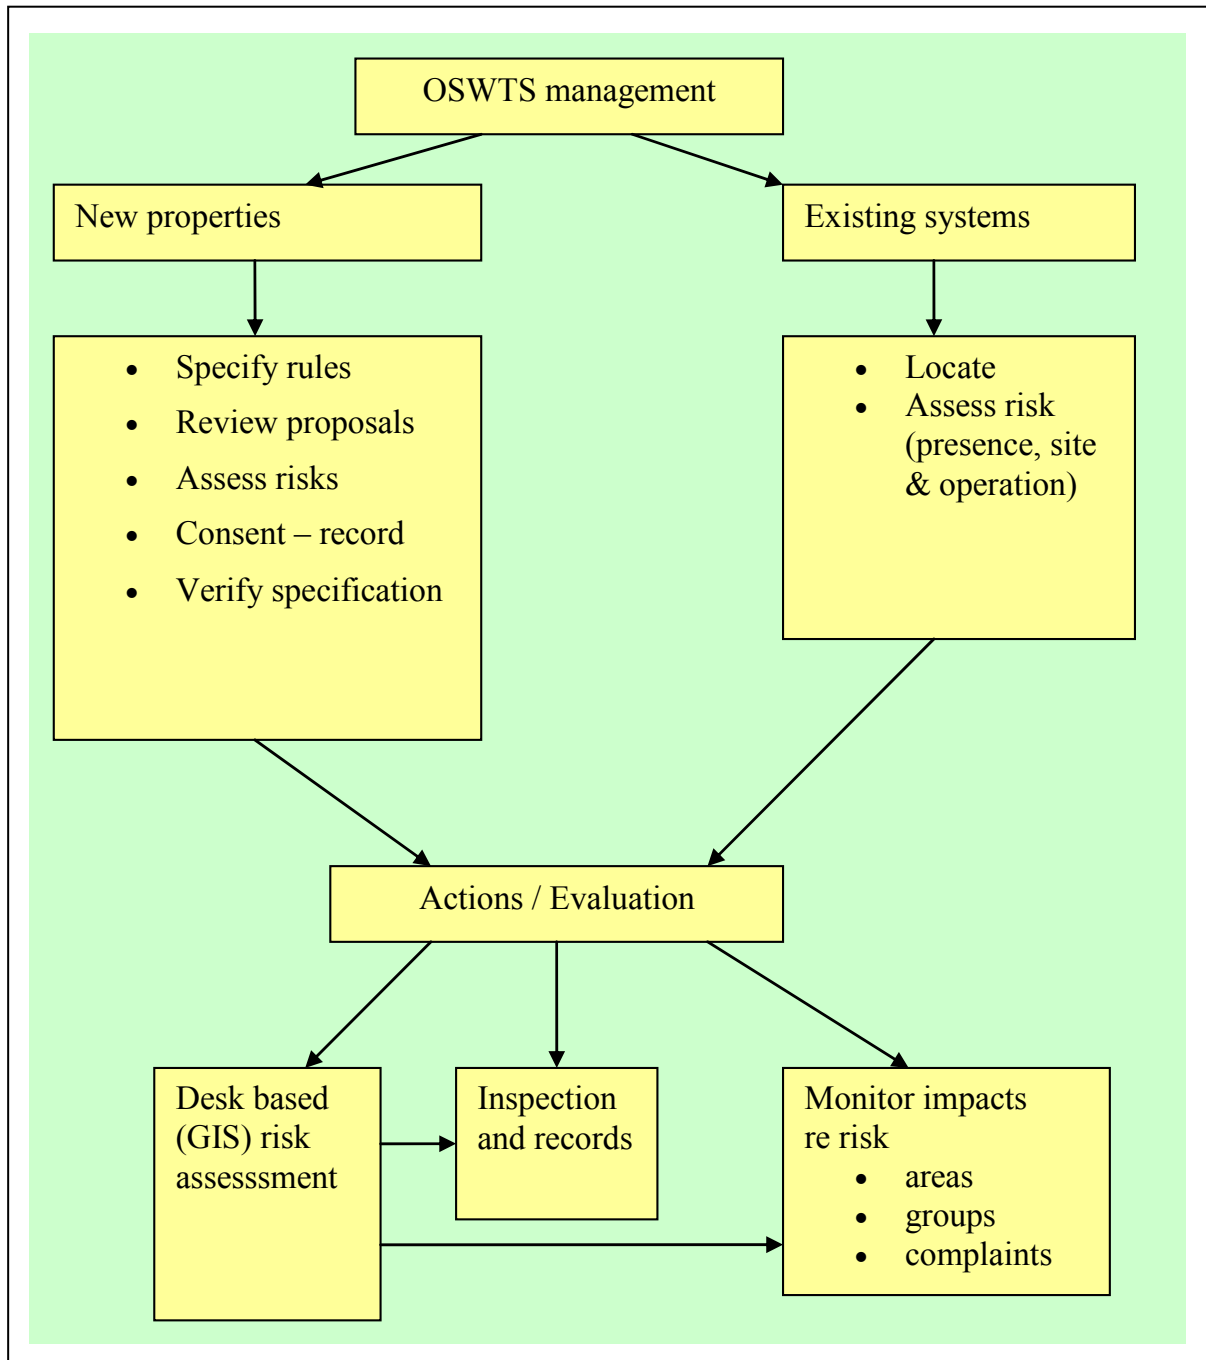 OSWTS management
New properties
Existing systems
• Specify rules
• Review proposals
• Assess risks
• Consent – record
• Verify specification
• Locate
• Assess risk
(presence, site
& operation)
Actions / Evaluation
Desk based
(GIS) risk
assesssment
Inspection
and records
Monitor impacts
re risk
• areas
• groups
• complaints